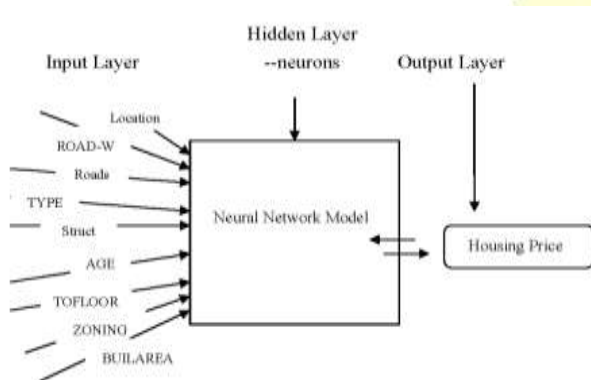 Hidden Layer
--neurons
Input Layer
Output Layer
Location
ROAD-W
Roads
TYPE
Struct
AGE
TOFLOOR
ZONING
BUILAREA
Neural Network Model
Housing Price